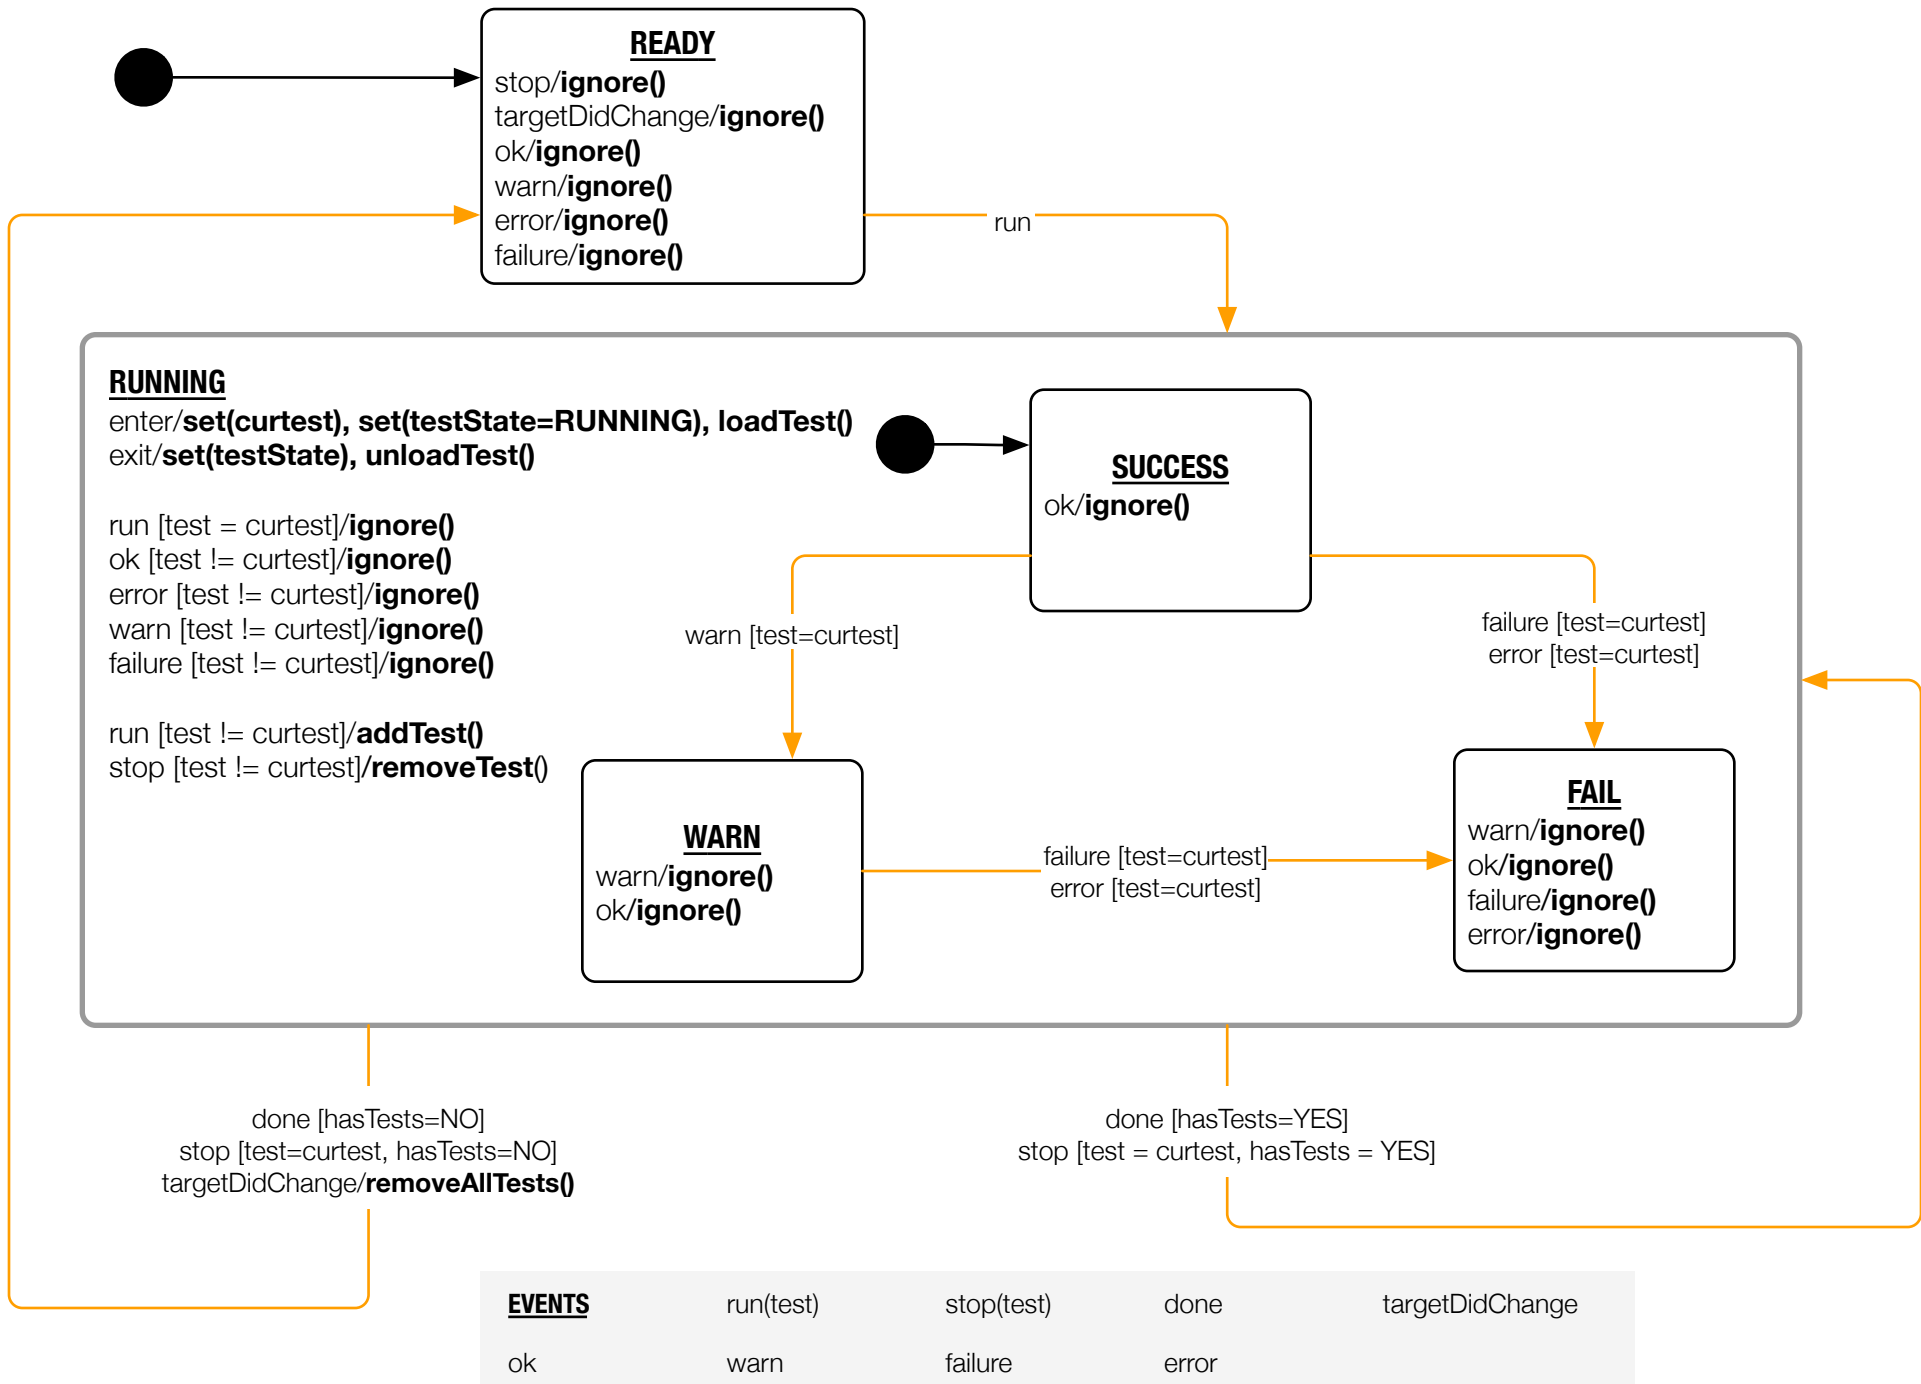 READY
stop/ignore()
targetDidChange/ignore()
ok/ignore()
warn/ignore()
error/ignore()
failure/ignore()
run
RUNNING
enter/set(curtest), set(testState=RUNNING), loadTest()
exit/set(testState), unloadTest()
run [test = curtest]/ignore()
ok [test != curtest]/ignore()
error [test != curtest]/ignore()
warn [test != curtest]/ignore()
failure [test != curtest]/ignore()
run [test != curtest]/addTest()
stop [test != curtest]/removeTest()
SUCCESS
ok/ignore()
warn [test=curtest]
failure [test=curtest]
error [test=curtest]
WARN
warn/ignore()
ok/ignore()
failure [test=curtest]
error [test=curtest]
FAIL
warn/ignore()
ok/ignore()
failure/ignore()
error/ignore()
done [hasTests=NO]
stop [test=curtest, hasTests=NO]
targetDidChange/removeAllTests()
done [hasTests=YES]
stop [test = curtest, hasTests = YES]
EVENTS run(test) stop(test) done targetDidChange
ok warn failure error